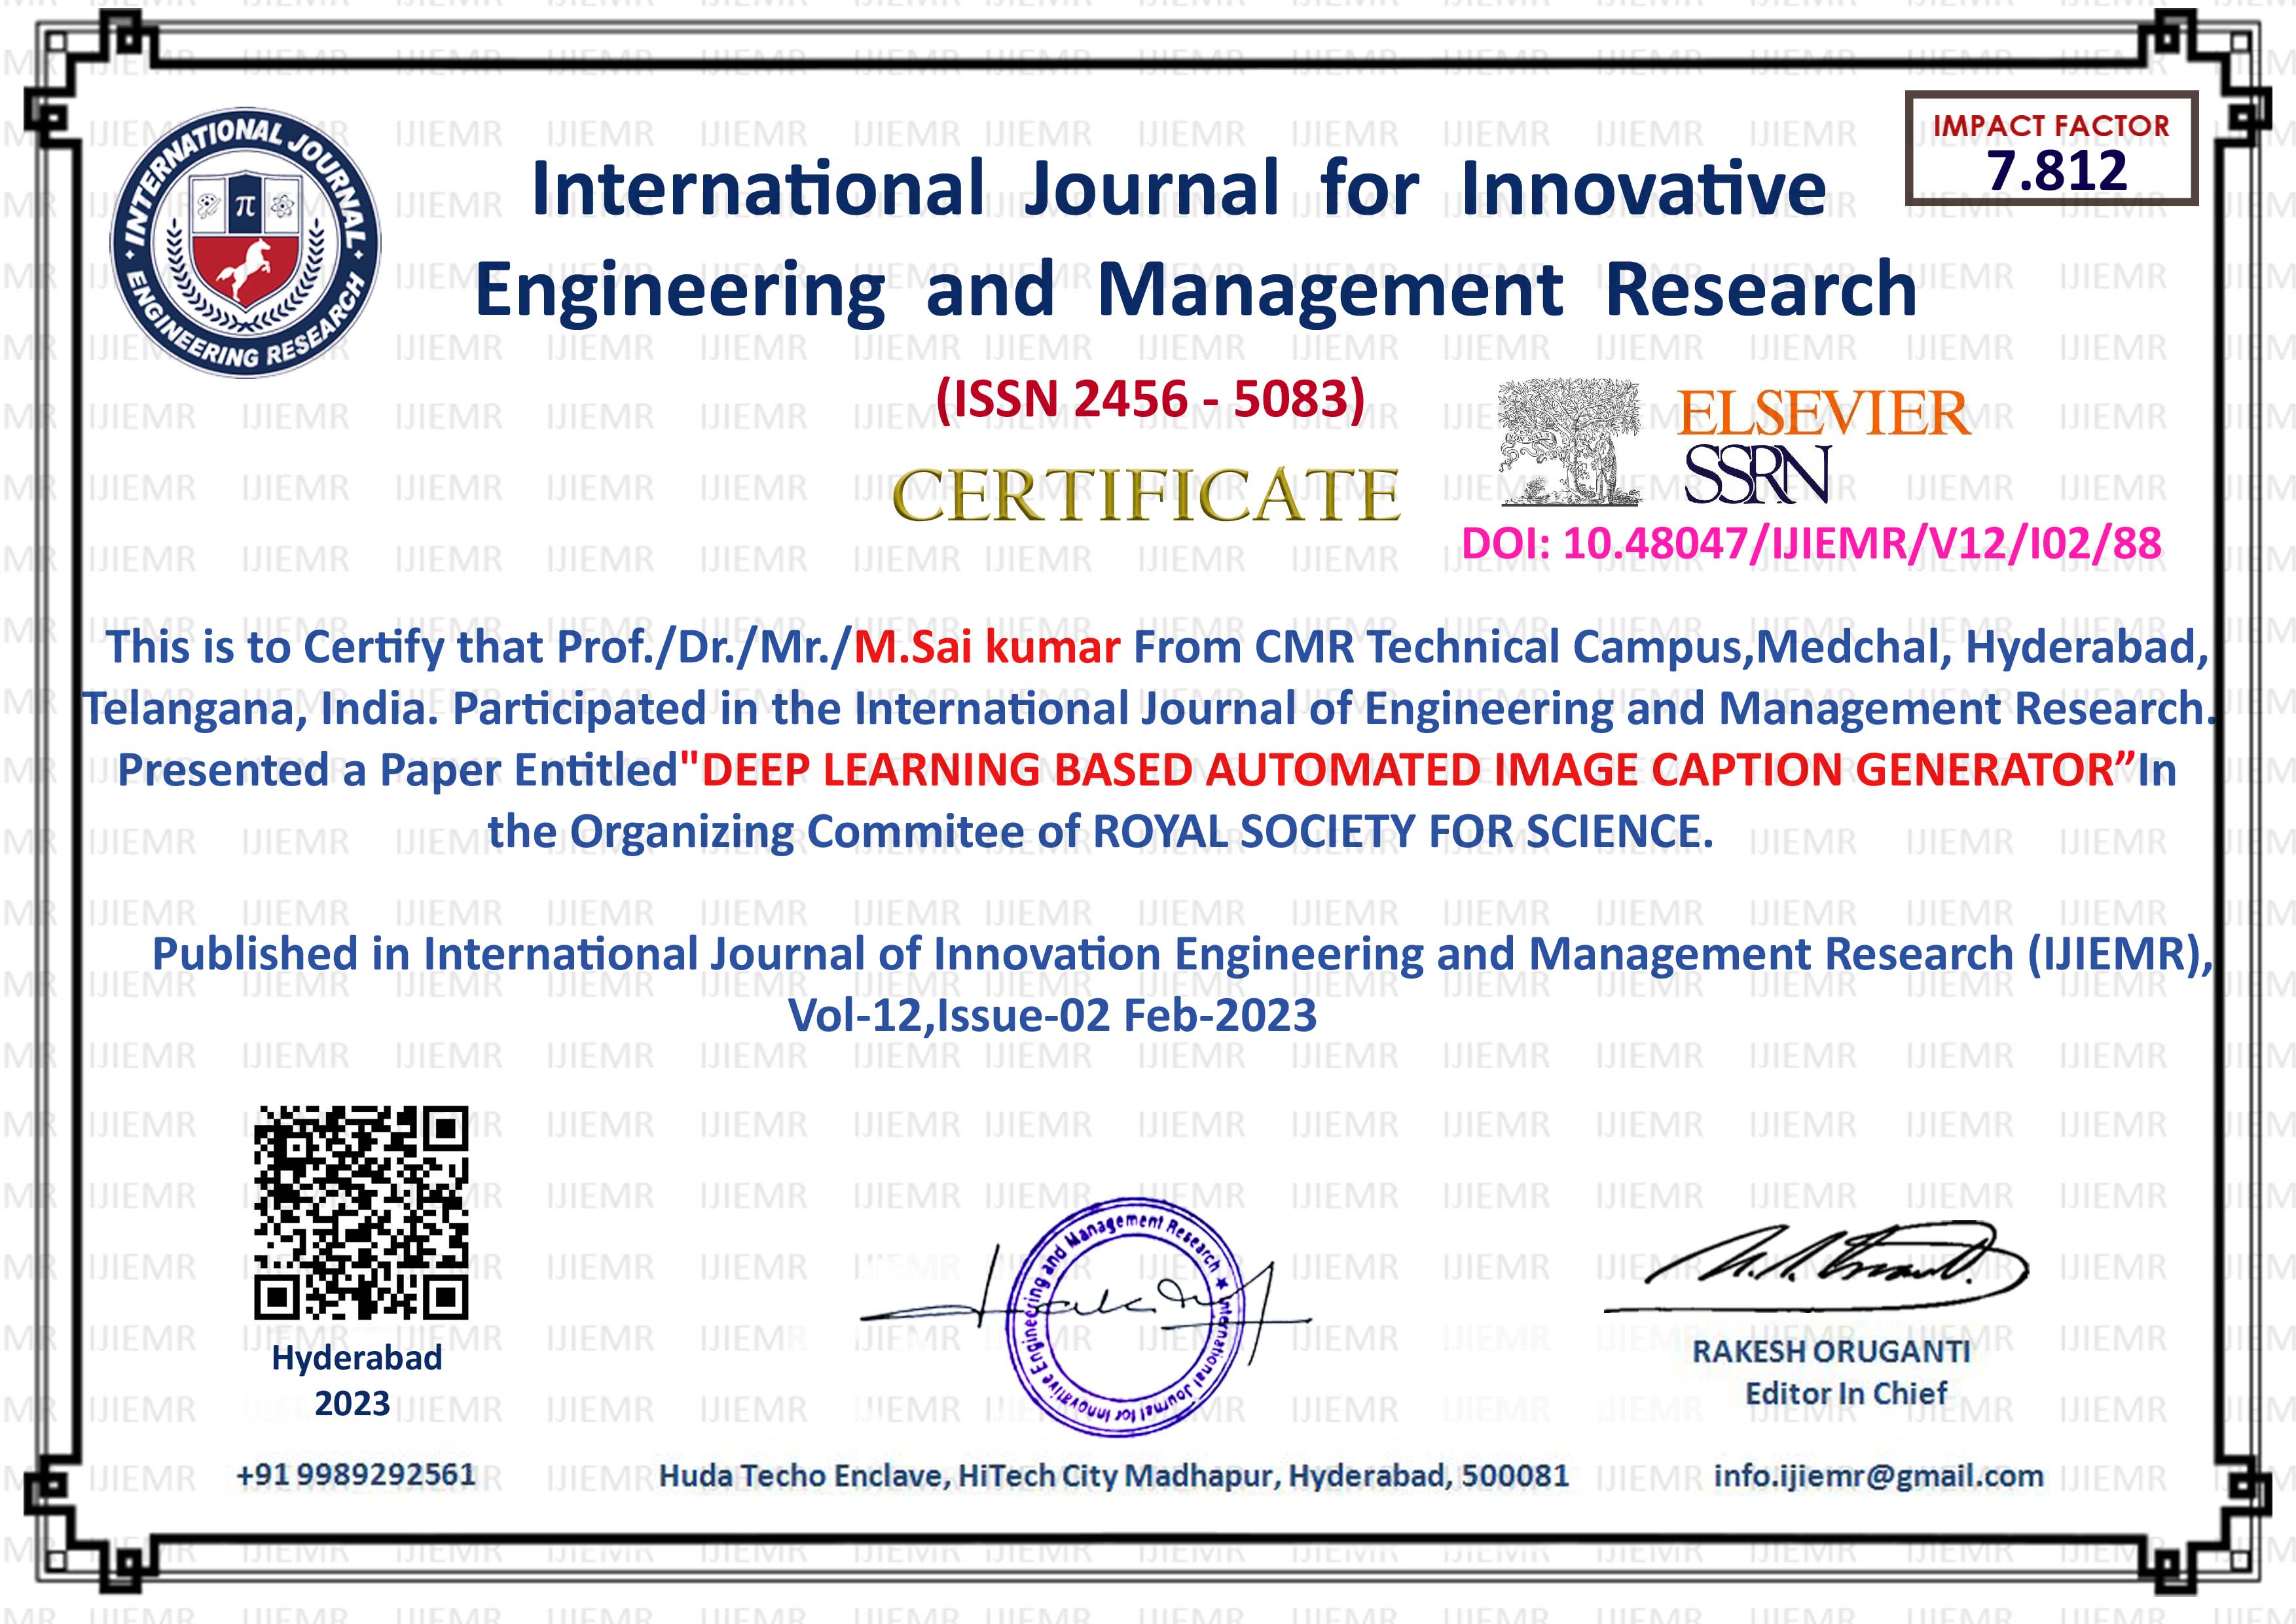 INTERNATIONAL JOURNAL
ENGINEERING RESEARCH
π
IMPACT FACTOR
7.812
International Journal for Innovative
Engineering and Management Research
(ISSN 2456 - 5083)
ELSEVIER
SSRN
CERTIFICATE
DOI: 10.48047/IJIEMR/V12/I02/88
This is to Certify that Prof./Dr./Mr./M.Sai kumar From CMR Technical Campus,Medchal, Hyderabad,
Telangana, India. Participated in the International Journal of Engineering and Management Research.
Presented a Paper Entitled"DEEP LEARNING BASED AUTOMATED IMAGE CAPTION GENERATOR”In
the Organizing Commitee of ROYAL SOCIETY FOR SCIENCE.
Published in International Journal of Innovation Engineering and Management Research (IJIEMR),
Vol-12,Issue-02 Feb-2023
International Journal for Innovative Engineering and Management Research
Hyderabad
2023
RAKESH ORUGANTI
Editor In Chief
+91 9989292561
Huda Techo Enclave, HiTech City Madhapur, Hyderabad, 500081
info.ijiemr@gmail.com
IJIEMR